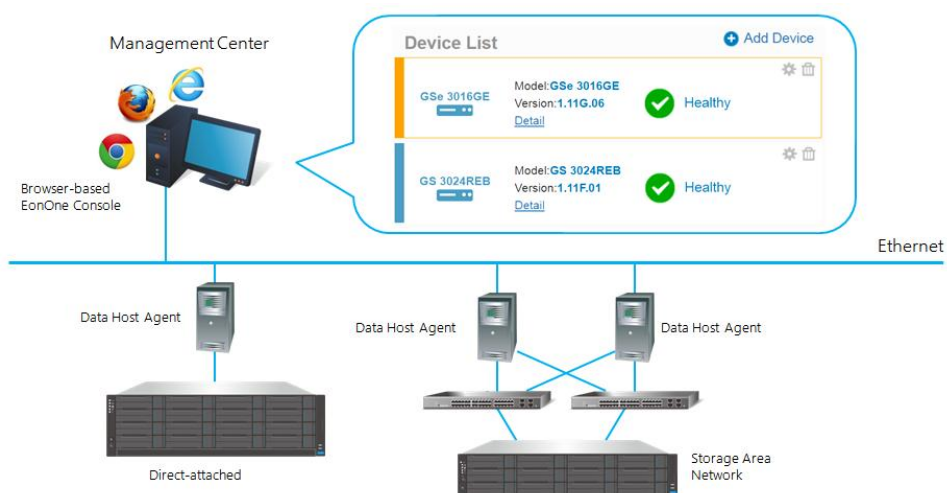 Management Center
Device List
Add Device
GSe 3016GE
Model:GSe 3016GE
Version:1.11G.06
Detail
Healthy
GS 3024REB
Model:GS 3024REB
Version:1.11F.01
Detail
Healthy
Browser-based
EonOne Console
Ethernet
Data Host Agent
Data Host Agent
Data Host Agent
Direct-attached
Storage Area
Network